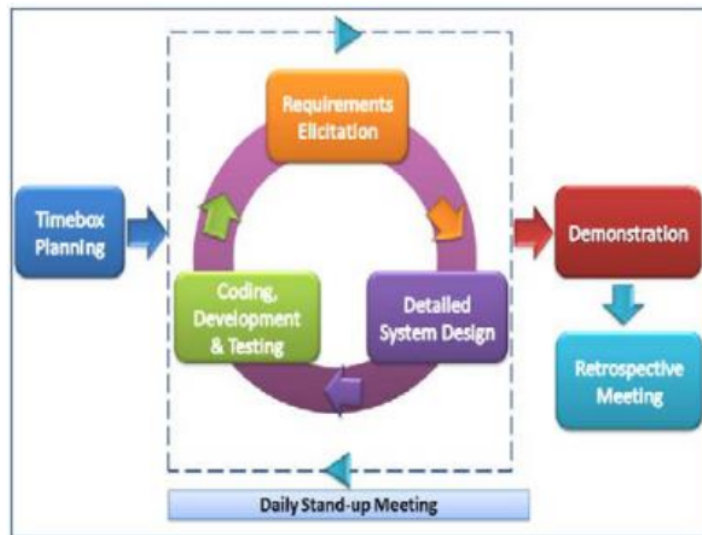 Requirements
Elicitation
Timebox
Planning
Demonstration
Coding,
Development
& Testing
Detailed
System Design
Retrospective
Meeting
Daily Stand-up Meeting